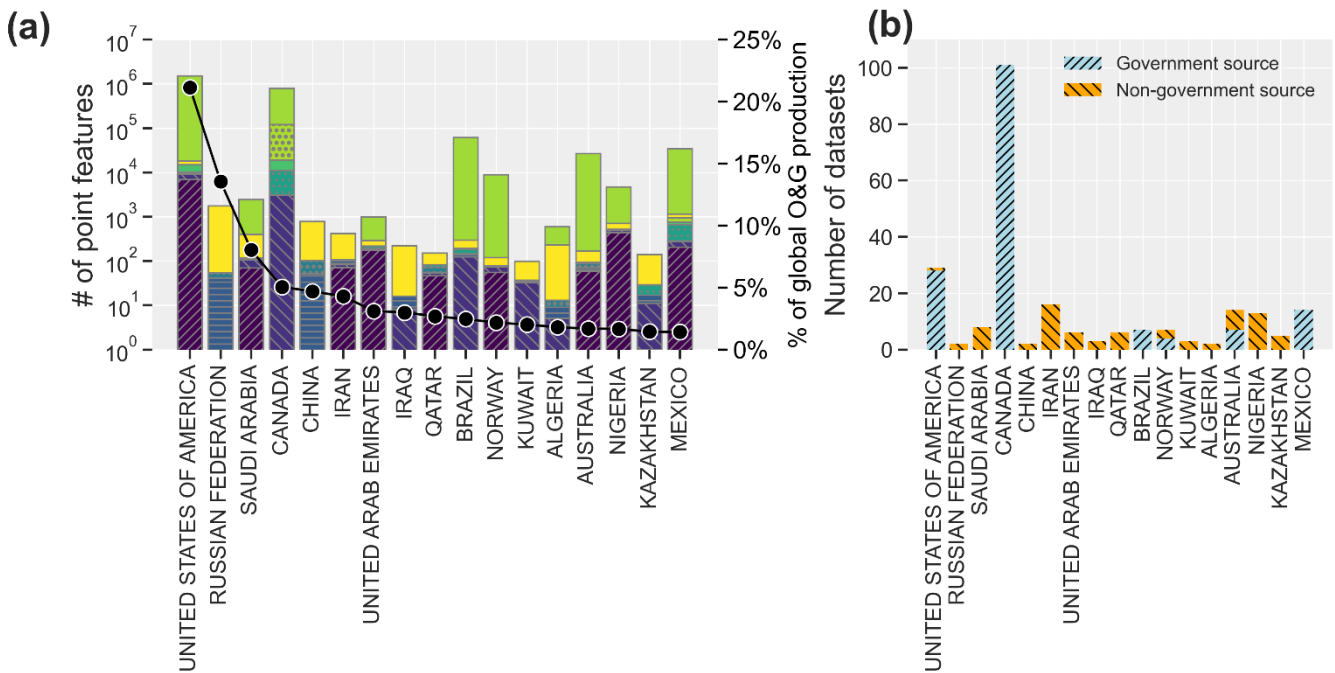 (a)
# of point features
10^7
10^6
10^5
10^4
10^3
10^2
10^1
10^0
25%
20%
15%
10%
5%
0%
% of global O&G production
UNITED STATES OF AMERICA
RUSSIAN FEDERATION
SAUDI ARABIA
CANADA
CHINA
IRAN
UNITED ARAB EMIRATES
IRAQ
QATAR
BRAZIL
NORWAY
KUWAIT
ALGERIA
AUSTRALIA
NIGERIA
KAZAKHSTAN
MEXICO
(b)
Number of datasets
100
80
60
40
20
0
Government source
Non-government source
UNITED STATES OF AMERICA
RUSSIAN FEDERATION
SAUDI ARABIA
CANADA
CHINA
IRAN
UNITED ARAB EMIRATES
IRAQ
QATAR
BRAZIL
NORWAY
KUWAIT
ALGERIA
AUSTRALIA
NIGERIA
KAZAKHSTAN
MEXICO